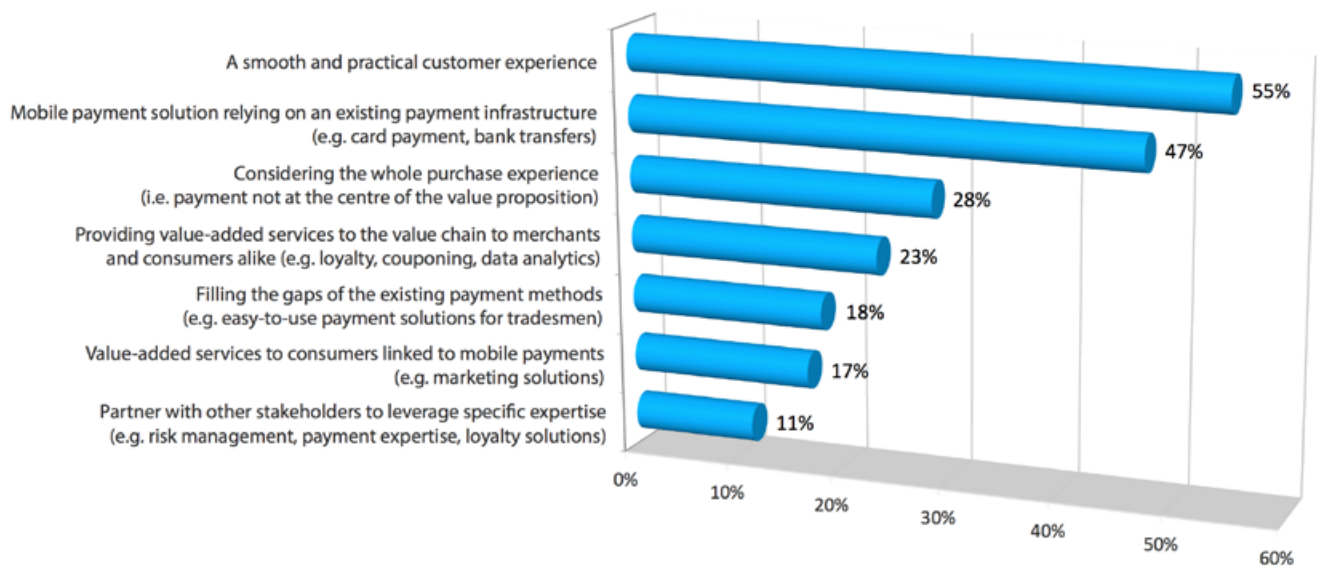 A smooth and practical customer experience
55%
Mobile payment solution relying on an existing payment infrastructure
(e.g. card payment, bank transfers)
47%
Considering the whole purchase experience
(i.e. payment not at the centre of the value proposition)
28%
Providing value-added services to the value chain to merchants
and consumers alike (e.g. loyalty, couponing, data analytics)
23%
Filling the gaps of the existing payment methods
(e.g. easy-to-use payment solutions for tradesmen)
18%
Value-added services to consumers linked to mobile payments
(e.g. marketing solutions)
17%
Partner with other stakeholders to leverage specific expertise
(e.g. risk management, payment expertise, loyalty solutions)
11%
0%
10%
20%
30%
40%
50%
60%